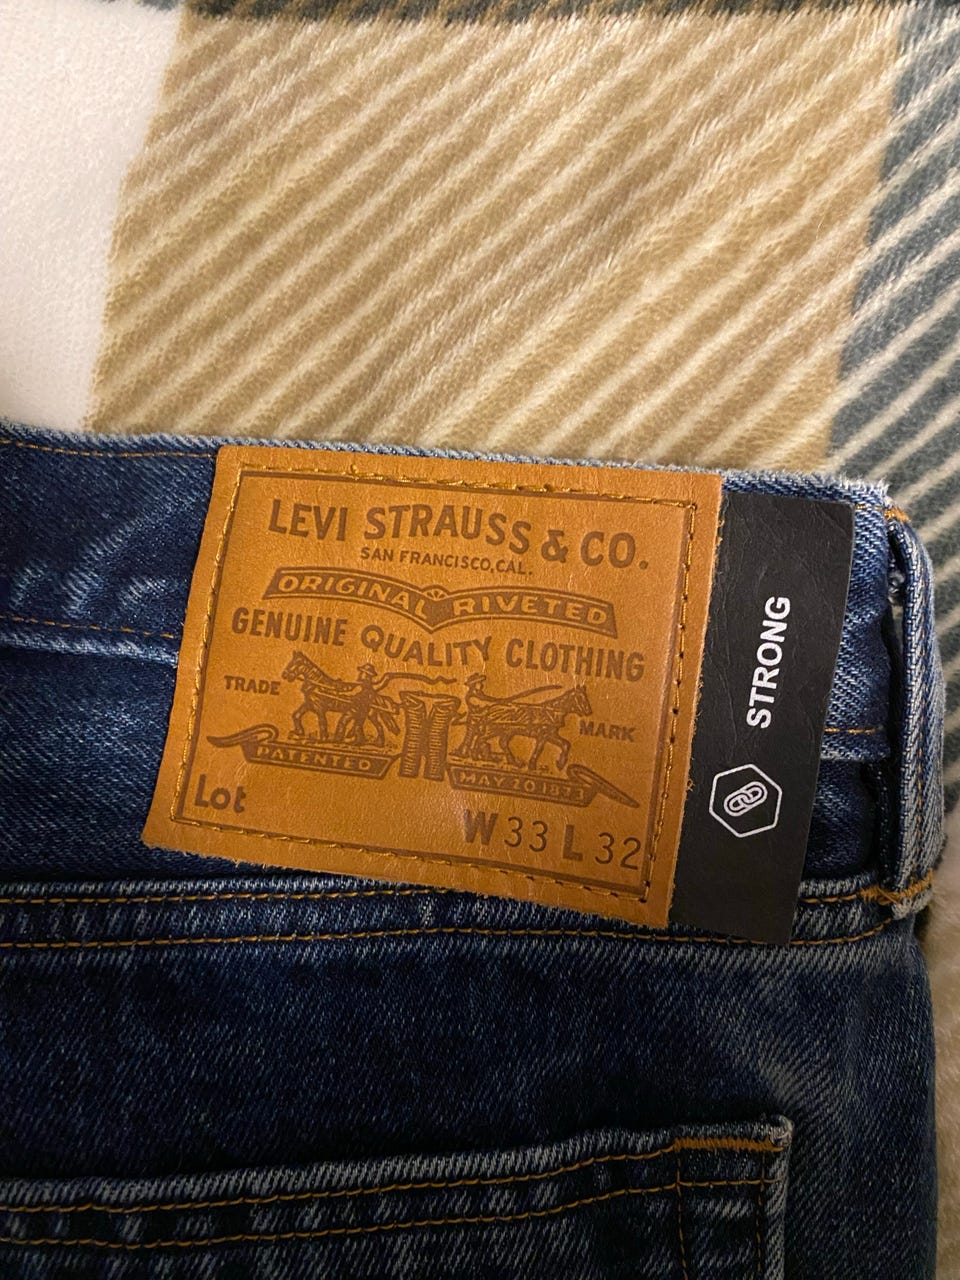 LEVI STRAUSS & CO.
SAN FRANCISCO, CAL.
ORIGINAL RIVETED
GENUINE QUALITY CLOTHING
TRADE MARK
PATENTED MAY 20 1873
Lot
W 33 L 32
STRONG